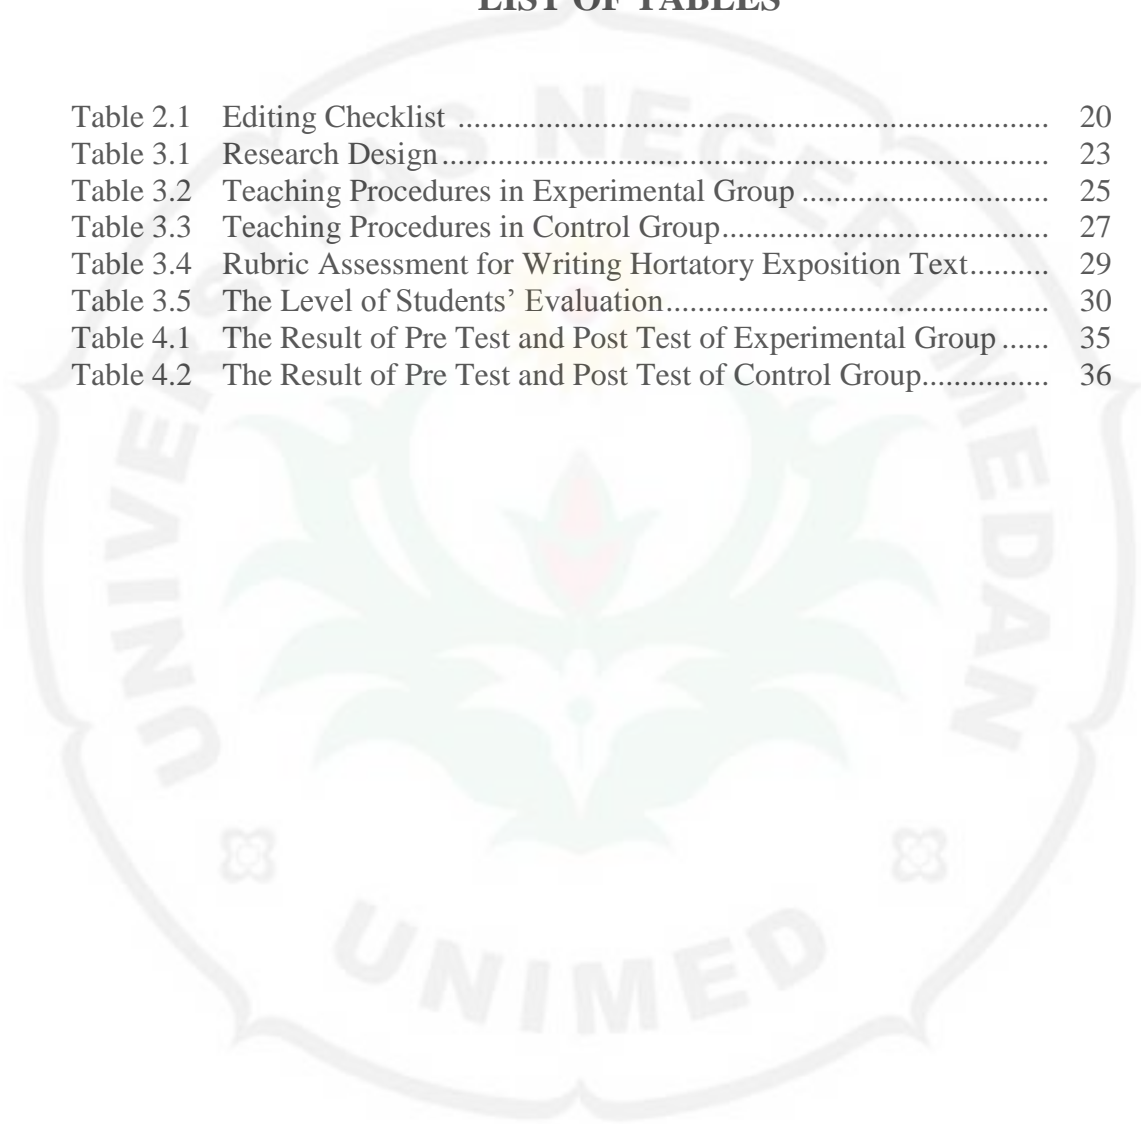 LIST OF TABLES
Table 2.1 Editing Checklist ........................................................................ 20
Table 3.1 Research Design .......................................................................... 23
Table 3.2 Teaching Procedures in Experimental Group ............................... 25
Table 3.3 Teaching Procedures in Control Group......................................... 27
Table 3.4 Rubric Assessment for Writing Hortatory Exposition Text.......... 29
Table 3.5 The Level of Students’ Evaluation................................................ 30
Table 4.1 The Result of Pre Test and Post Test of Experimental Group ...... 35
Table 4.2 The Result of Pre Test and Post Test of Control Group................ 36
UNIVERSITAS NEGERI MEDAN
UNIMED